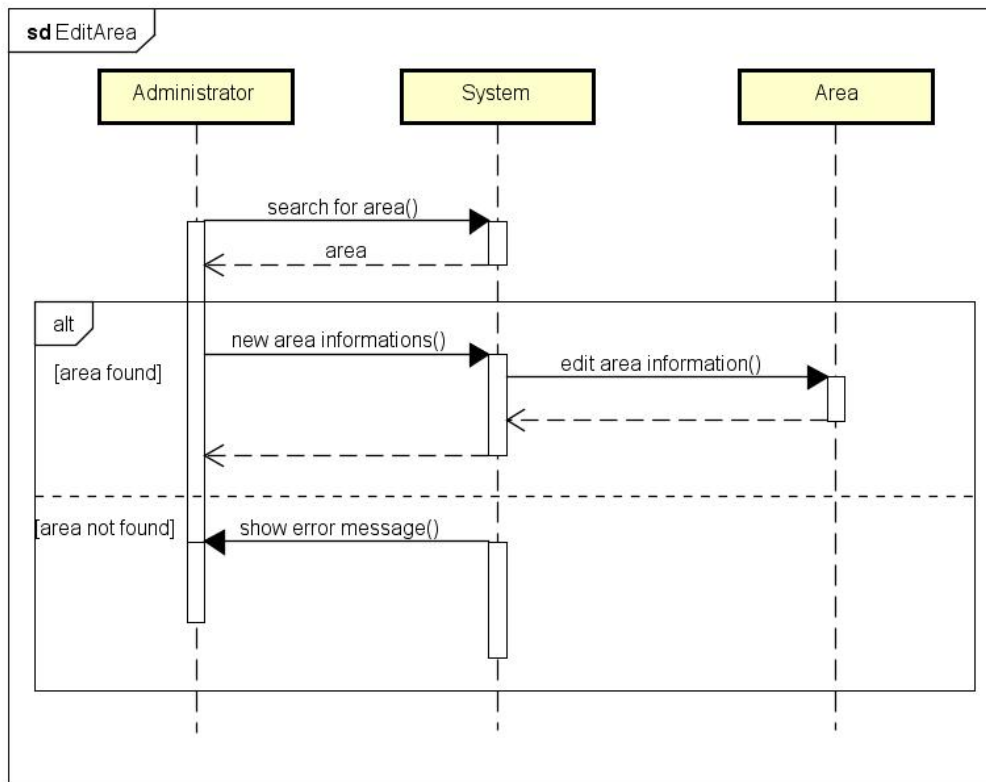 sd EditArea
Administrator
System
Area
search for area()
area
alt
new area informations()
[area found]
edit area information()
[area not found]
show error message()